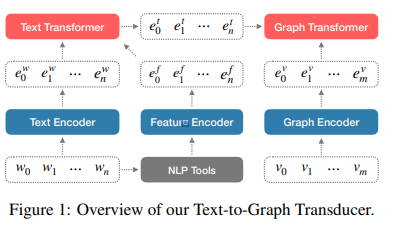 Text Transformer e_0^t e_1^t ⋯ e_n^t Graph Transformer
e_0^w e_1^w ⋯ e_n^w e_0^f e_1^f ⋯ e_n^f e_0^v e_1^v ⋯ e_m^v
Text Encoder Feature Encoder Graph Encoder
w_0 w_1 ⋯ w_n NLP Tools v_0 v_1 ⋯ v_m
Figure 1: Overview of our Text-to-Graph Transducer.